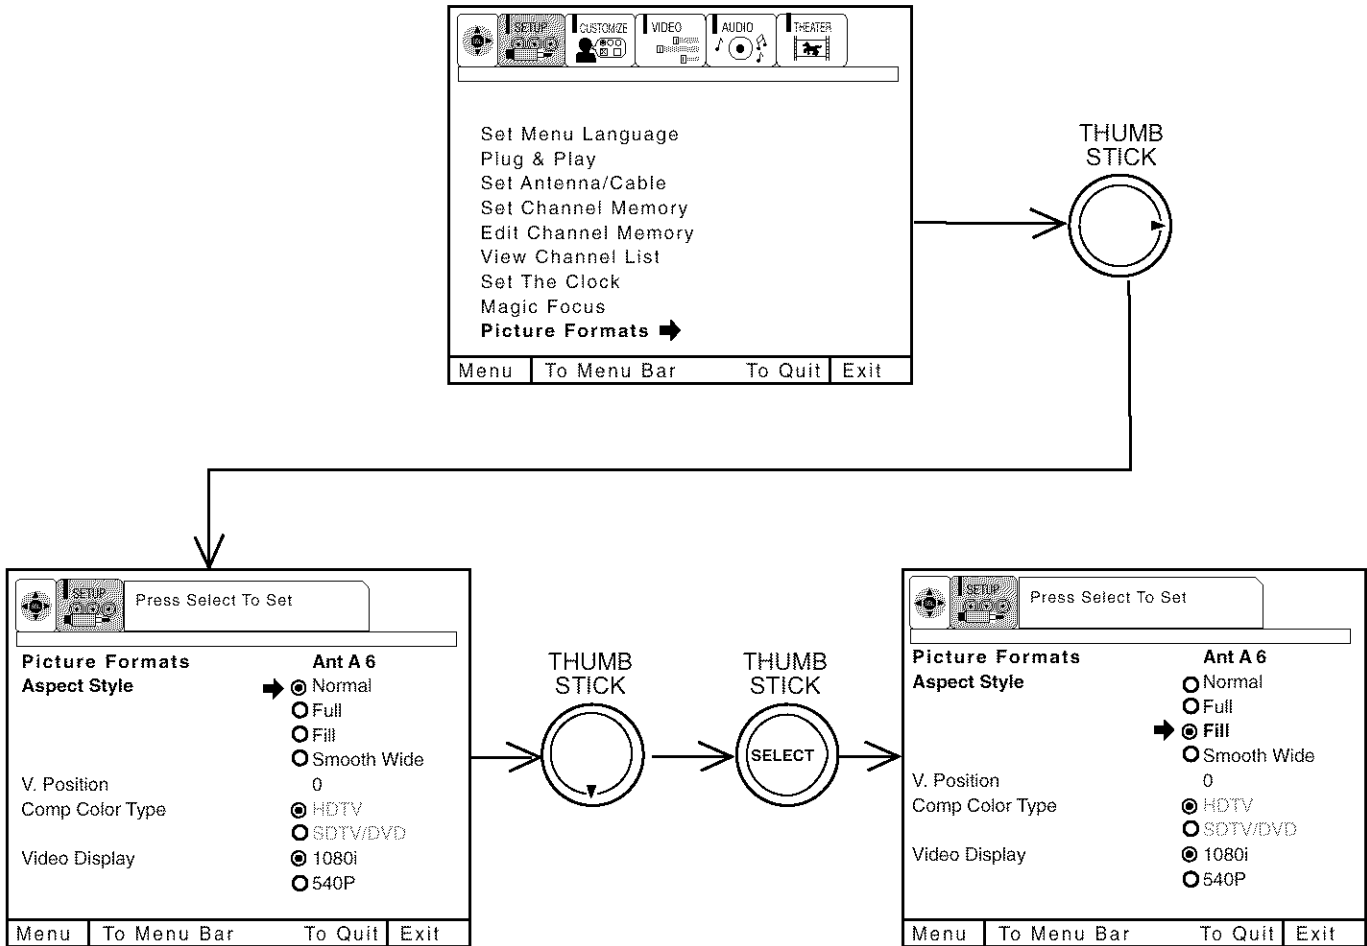 SETUP CUSTOMIZE VIDEO AUDIO THEATER
SEL
Set Menu Language
Plug & Play
Set Antenna/Cable
Set Channel Memory
Edit Channel Memory
View Channel List
Set The Clock
Magic Focus
Picture Formats
Menu To Menu Bar To Quit Exit
THUMB
STICK
SETUP Press Select To Set
SEL
Picture Formats Ant A 6
Aspect Style Normal
Full
Fill
Smooth Wide
V. Position 0
Comp Color Type HDTV
SDTV/DVD
Video Display 1080i
540P
Menu To Menu Bar To Quit Exit
THUMB
STICK
THUMB
STICK
SELECT
SETUP Press Select To Set
SEL
Picture Formats Ant A 6
Aspect Style Normal
Full
Fill
Smooth Wide
V. Position 0
Comp Color Type HDTV
SDTV/DVD
Video Display 1080i
540P
Menu To Menu Bar To Quit Exit